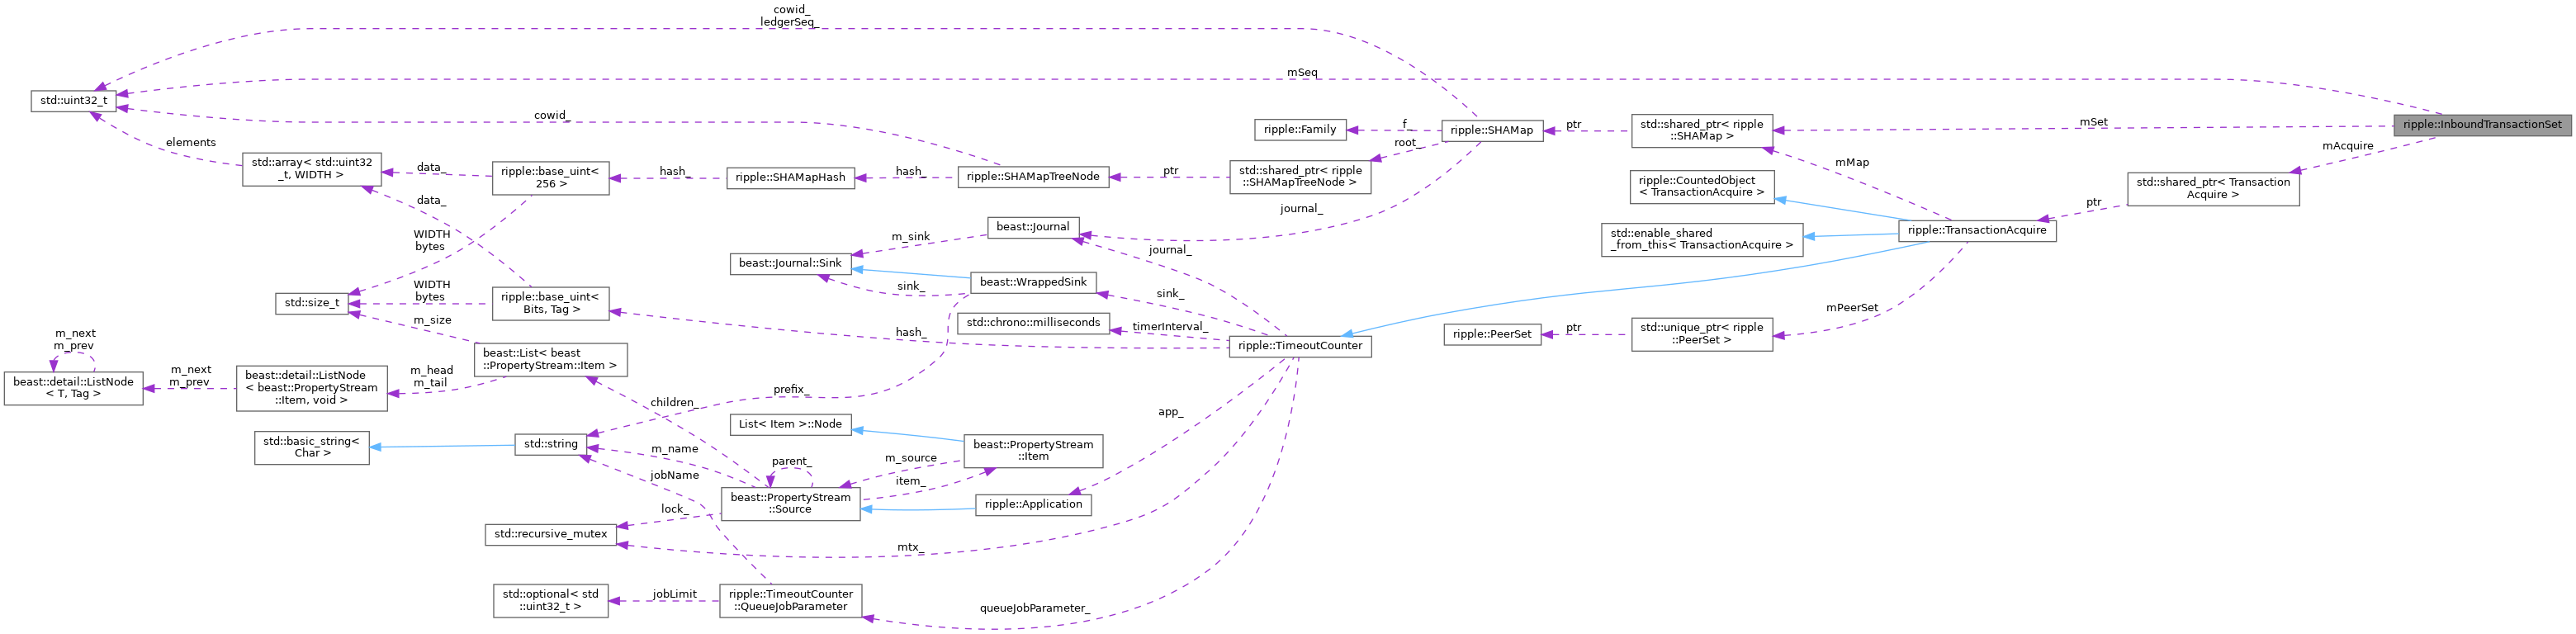 cowid_
ledgerSeq_
mSeq
std::uint32_t
cowid_
ripple::Family
f_
ripple::SHAMap
ptr
std::shared_ptr< ripple
::SHAMap >
mSet
ripple::InboundTransactionSet
elements
root_
mAcquire
std::array< std::uint32
_t, WIDTH >
data_
ripple::base_uint<
256 >
hash_
ripple::SHAMapHash
hash_
ripple::SHAMapTreeNode
ptr
std::shared_ptr< ripple
::SHAMapTreeNode >
mMap
ripple::CountedObject
< TransactionAcquire >
std::shared_ptr< Transaction
Acquire >
data_
journal_
ptr
WIDTH
bytes
m_sink
beast::Journal
std::enable_shared
_from_this< TransactionAcquire >
ripple::TransactionAcquire
beast::Journal::Sink
journal_
sink_
beast::WrappedSink
sink_
std::size_t
WIDTH
bytes
ripple::base_uint<
Bits, Tag >
mPeerSet
m_size
hash_
std::chrono::milliseconds
timerInterval_
ripple::TimeoutCounter
ripple::PeerSet
ptr
std::unique_ptr< ripple
::PeerSet >
m_next
m_prev
beast::detail::ListNode
< T, Tag >
m_next
m_prev
beast::detail::ListNode
< beast::PropertyStream
::Item, void >
m_head
m_tail
beast::List< beast
::PropertyStream::Item >
prefix_
children_
app_
List< Item >::Node
std::basic_string<
Char >
std::string
m_name
jobName
parent_
m_source
item_
beast::PropertyStream
::Item
beast::PropertyStream
::Source
ripple::Application
lock_
std::recursive_mutex
mtx_
std::optional< std
::uint32_t >
jobLimit
ripple::TimeoutCounter
::QueueJobParameter
queueJobParameter_